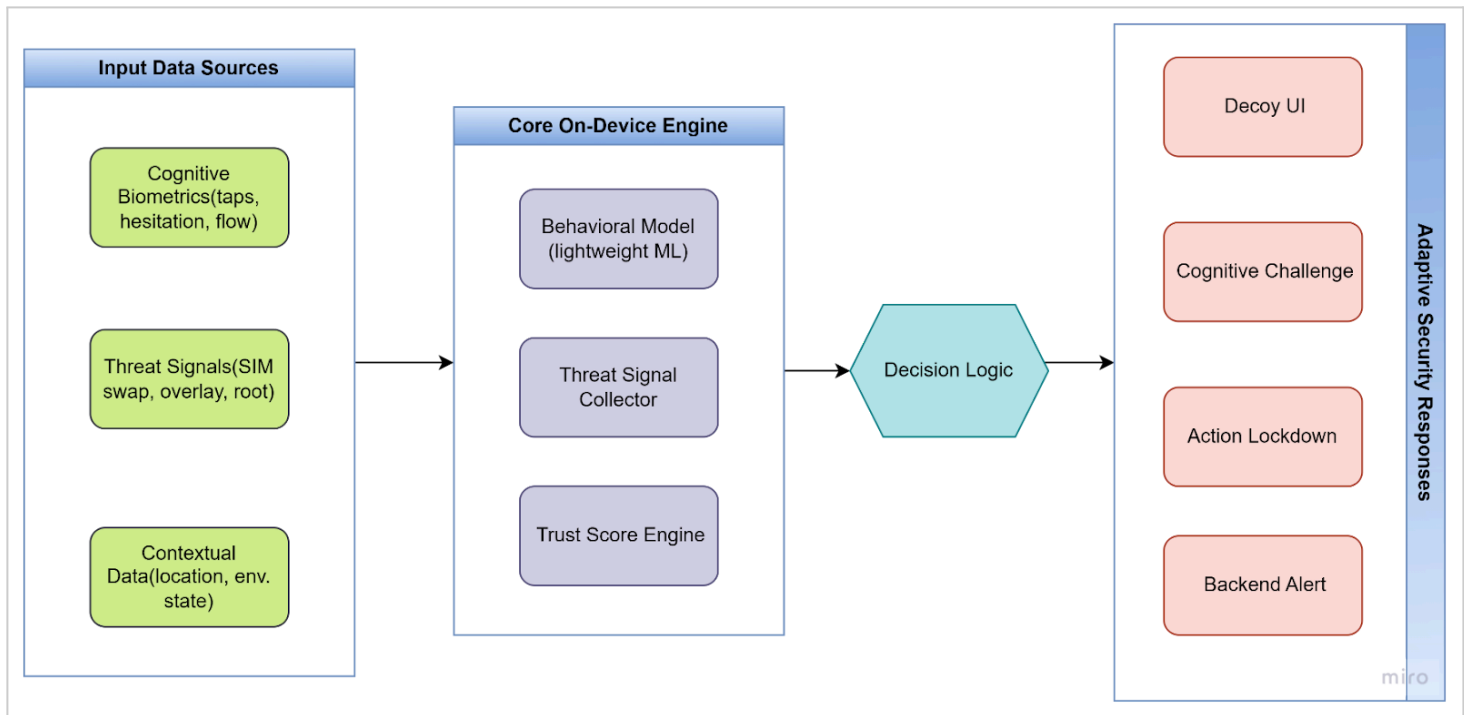 Input Data Sources
Cognitive
Biometrics(taps,
hesitation, flow)
Threat Signals(SIM
swap, overlay, root)
Contextual
Data(location, env.
state)
Core On-Device Engine
Behavioral Model
(lightweight ML)
Threat Signal
Collector
Trust Score Engine
Decision Logic
Decoy UI
Cognitive Challenge
Action Lockdown
Backend Alert
Adaptive Security Responses
miro